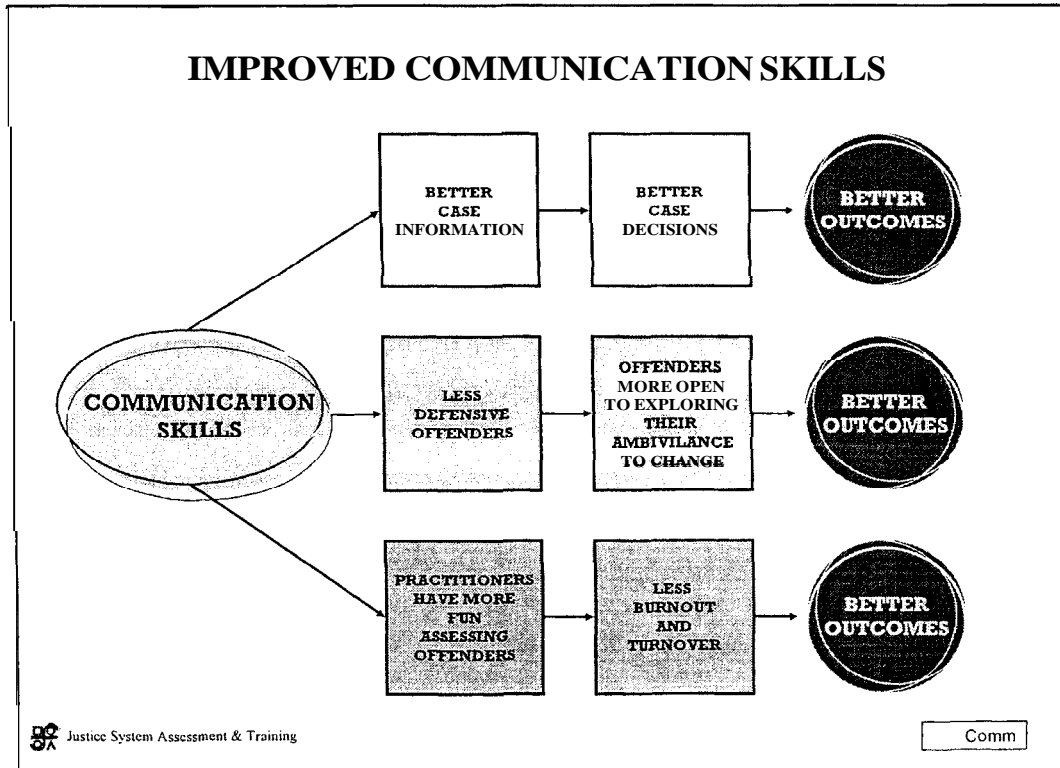 IMPROVED COMMUNICATION SKILLS
BETTER
CASE
INFORMATION
BETTER
CASE
DECISIONS
BETTER
OUTCOMES
COMMUNICATION
SKILLS
LESS
DEFENSIVE
OFFENDERS
OFFENDERS
MORE OPEN
TO EXPLORING
THEIR
AMBIVILANCE
TO CHANGE
BETTER
OUTCOMES
PRACTITIONERS
HAVE MORE
FUN
ASSESSING
OFFENDERS
LESS
BURNOUT
AND
TURNOVER
BETTER
OUTCOMES
Justice System Assessment & Training
Comm